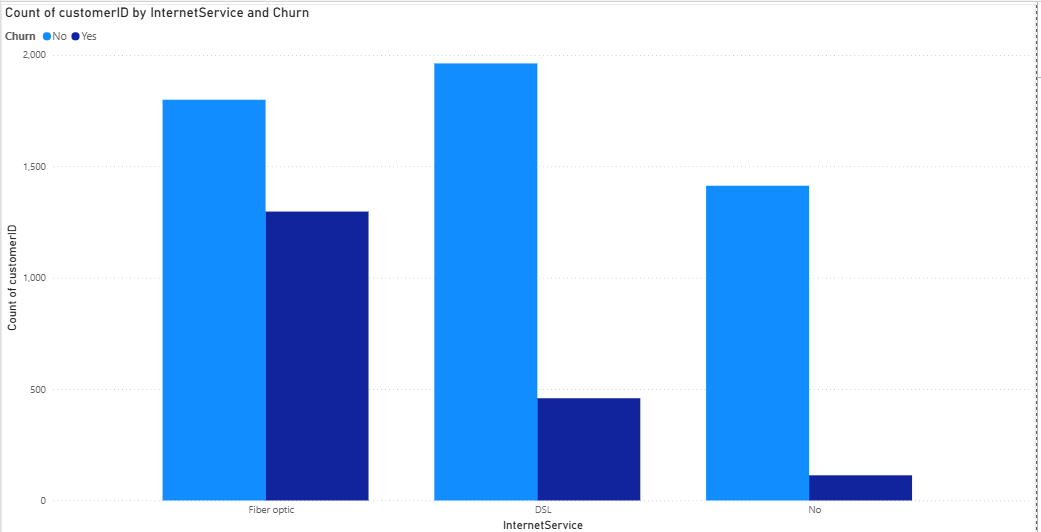 Count of customerID by InternetService and Churn
Churn No Yes
2,000
1,500
1,000
500
0
Count of customerID
Fiber optic DSL No
InternetService